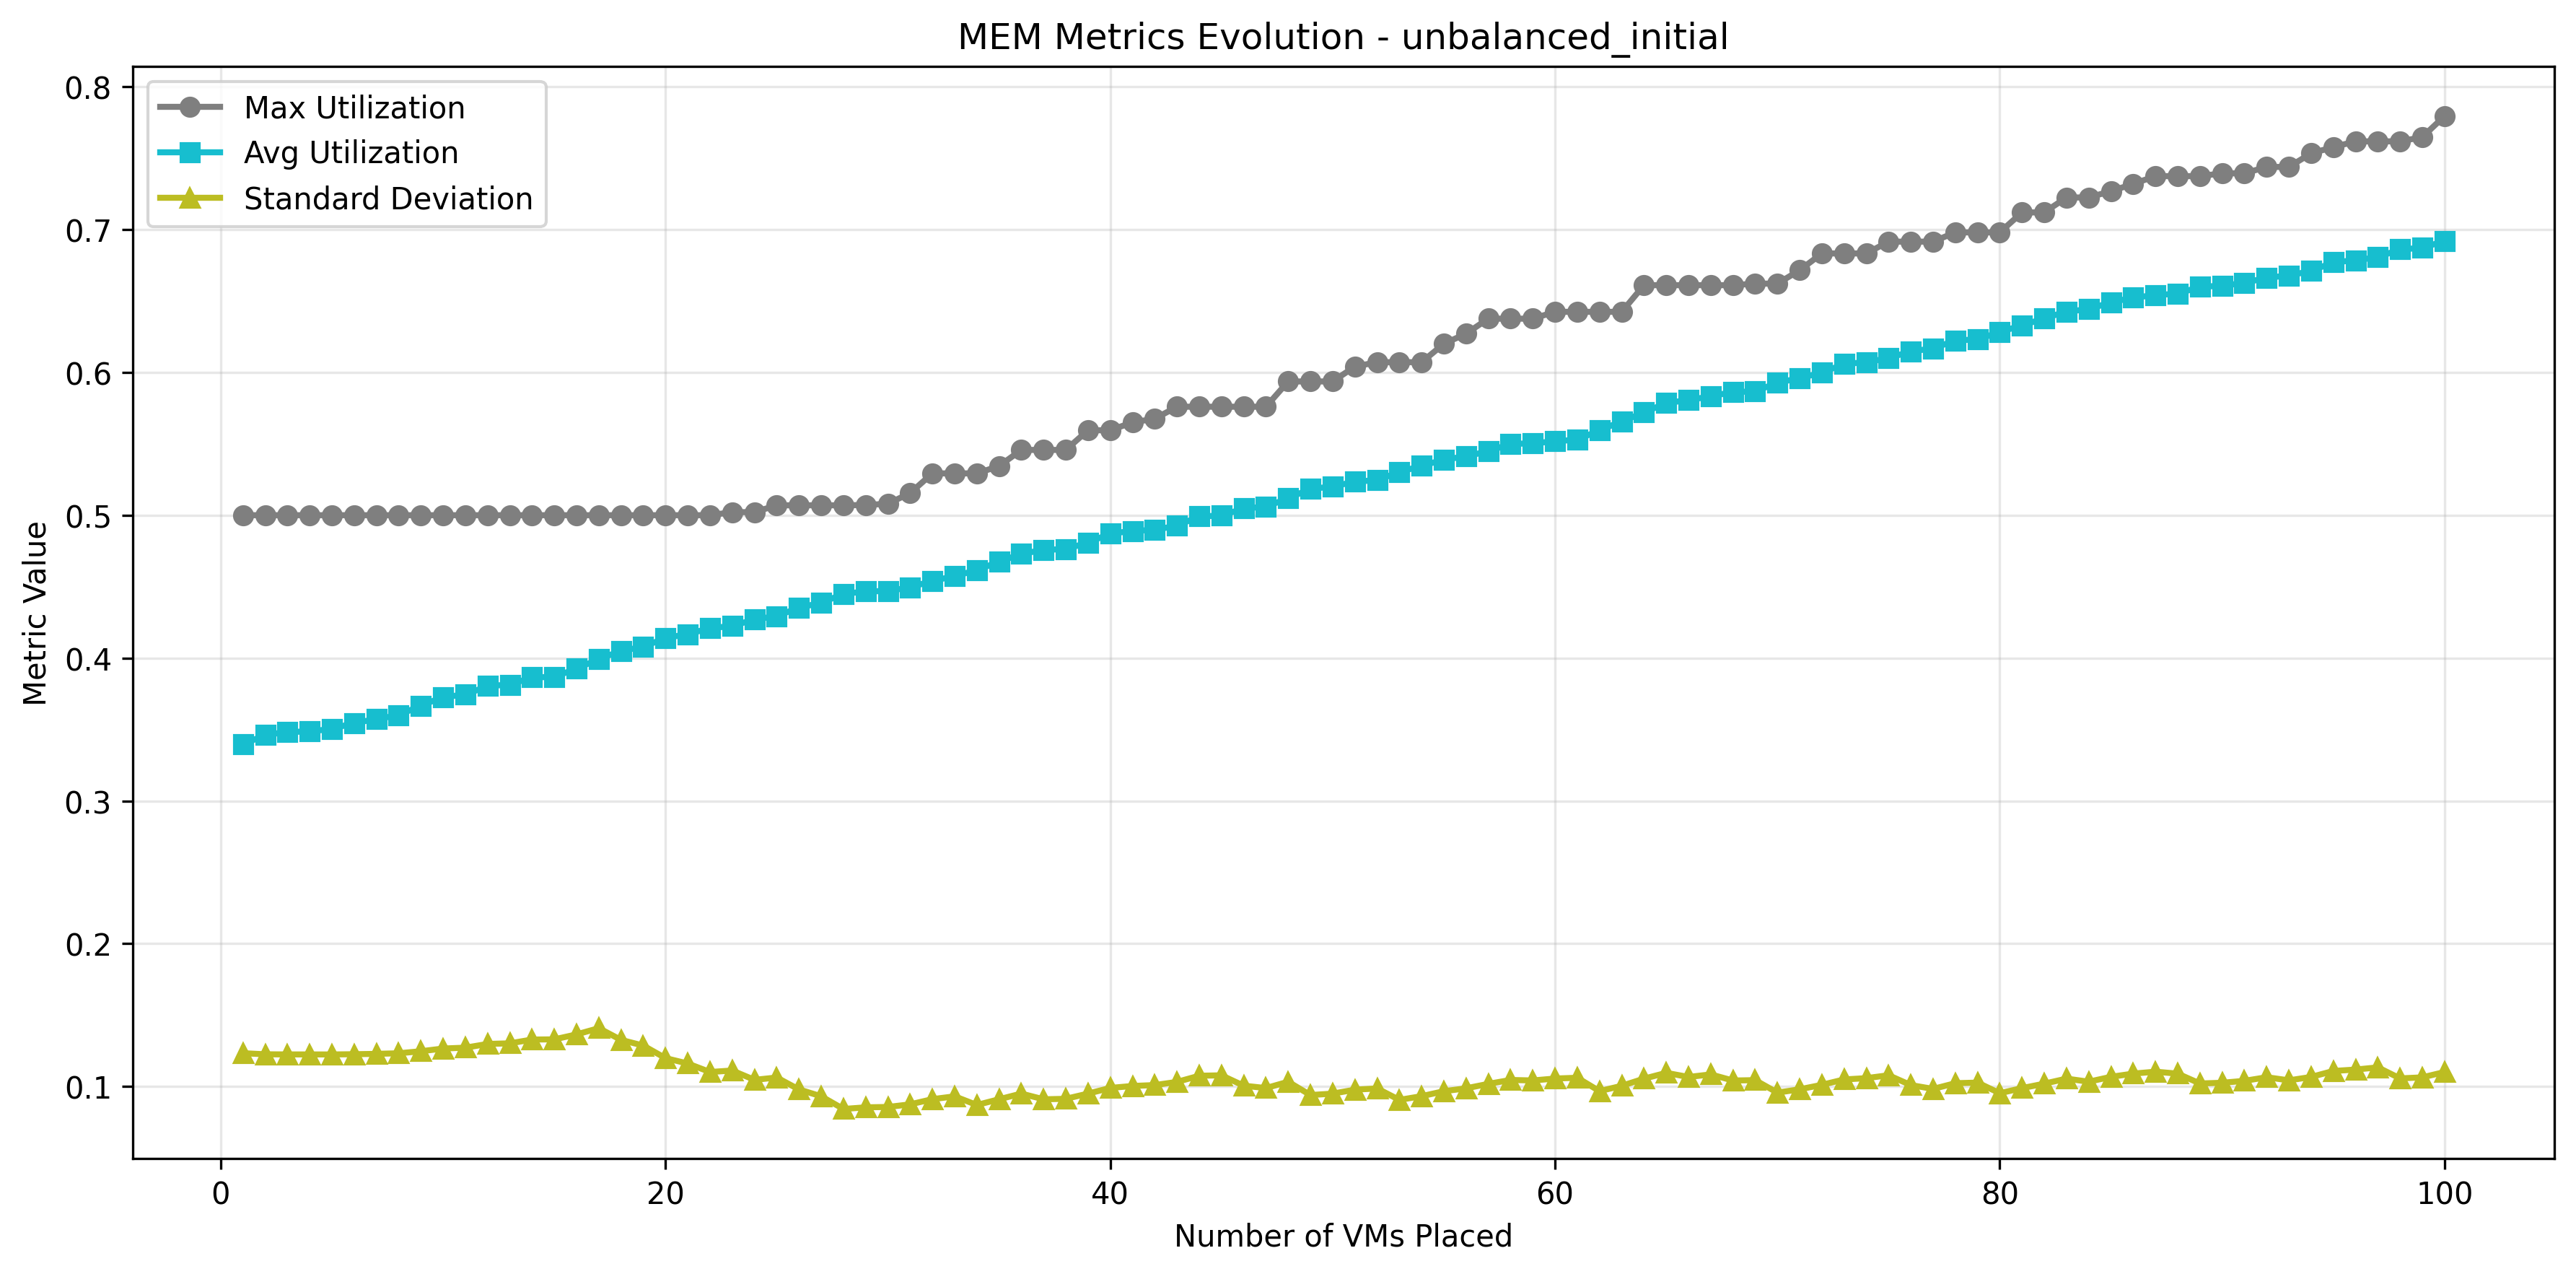 MEM Metrics Evolution - unbalanced_initial
Max Utilization
Avg Utilization
Standard Deviation
0.8
0.7
0.6
0.5
0.4
0.3
0.2
0.1
Metric Value
0 20 40 60 80 100
Number of VMs Placed